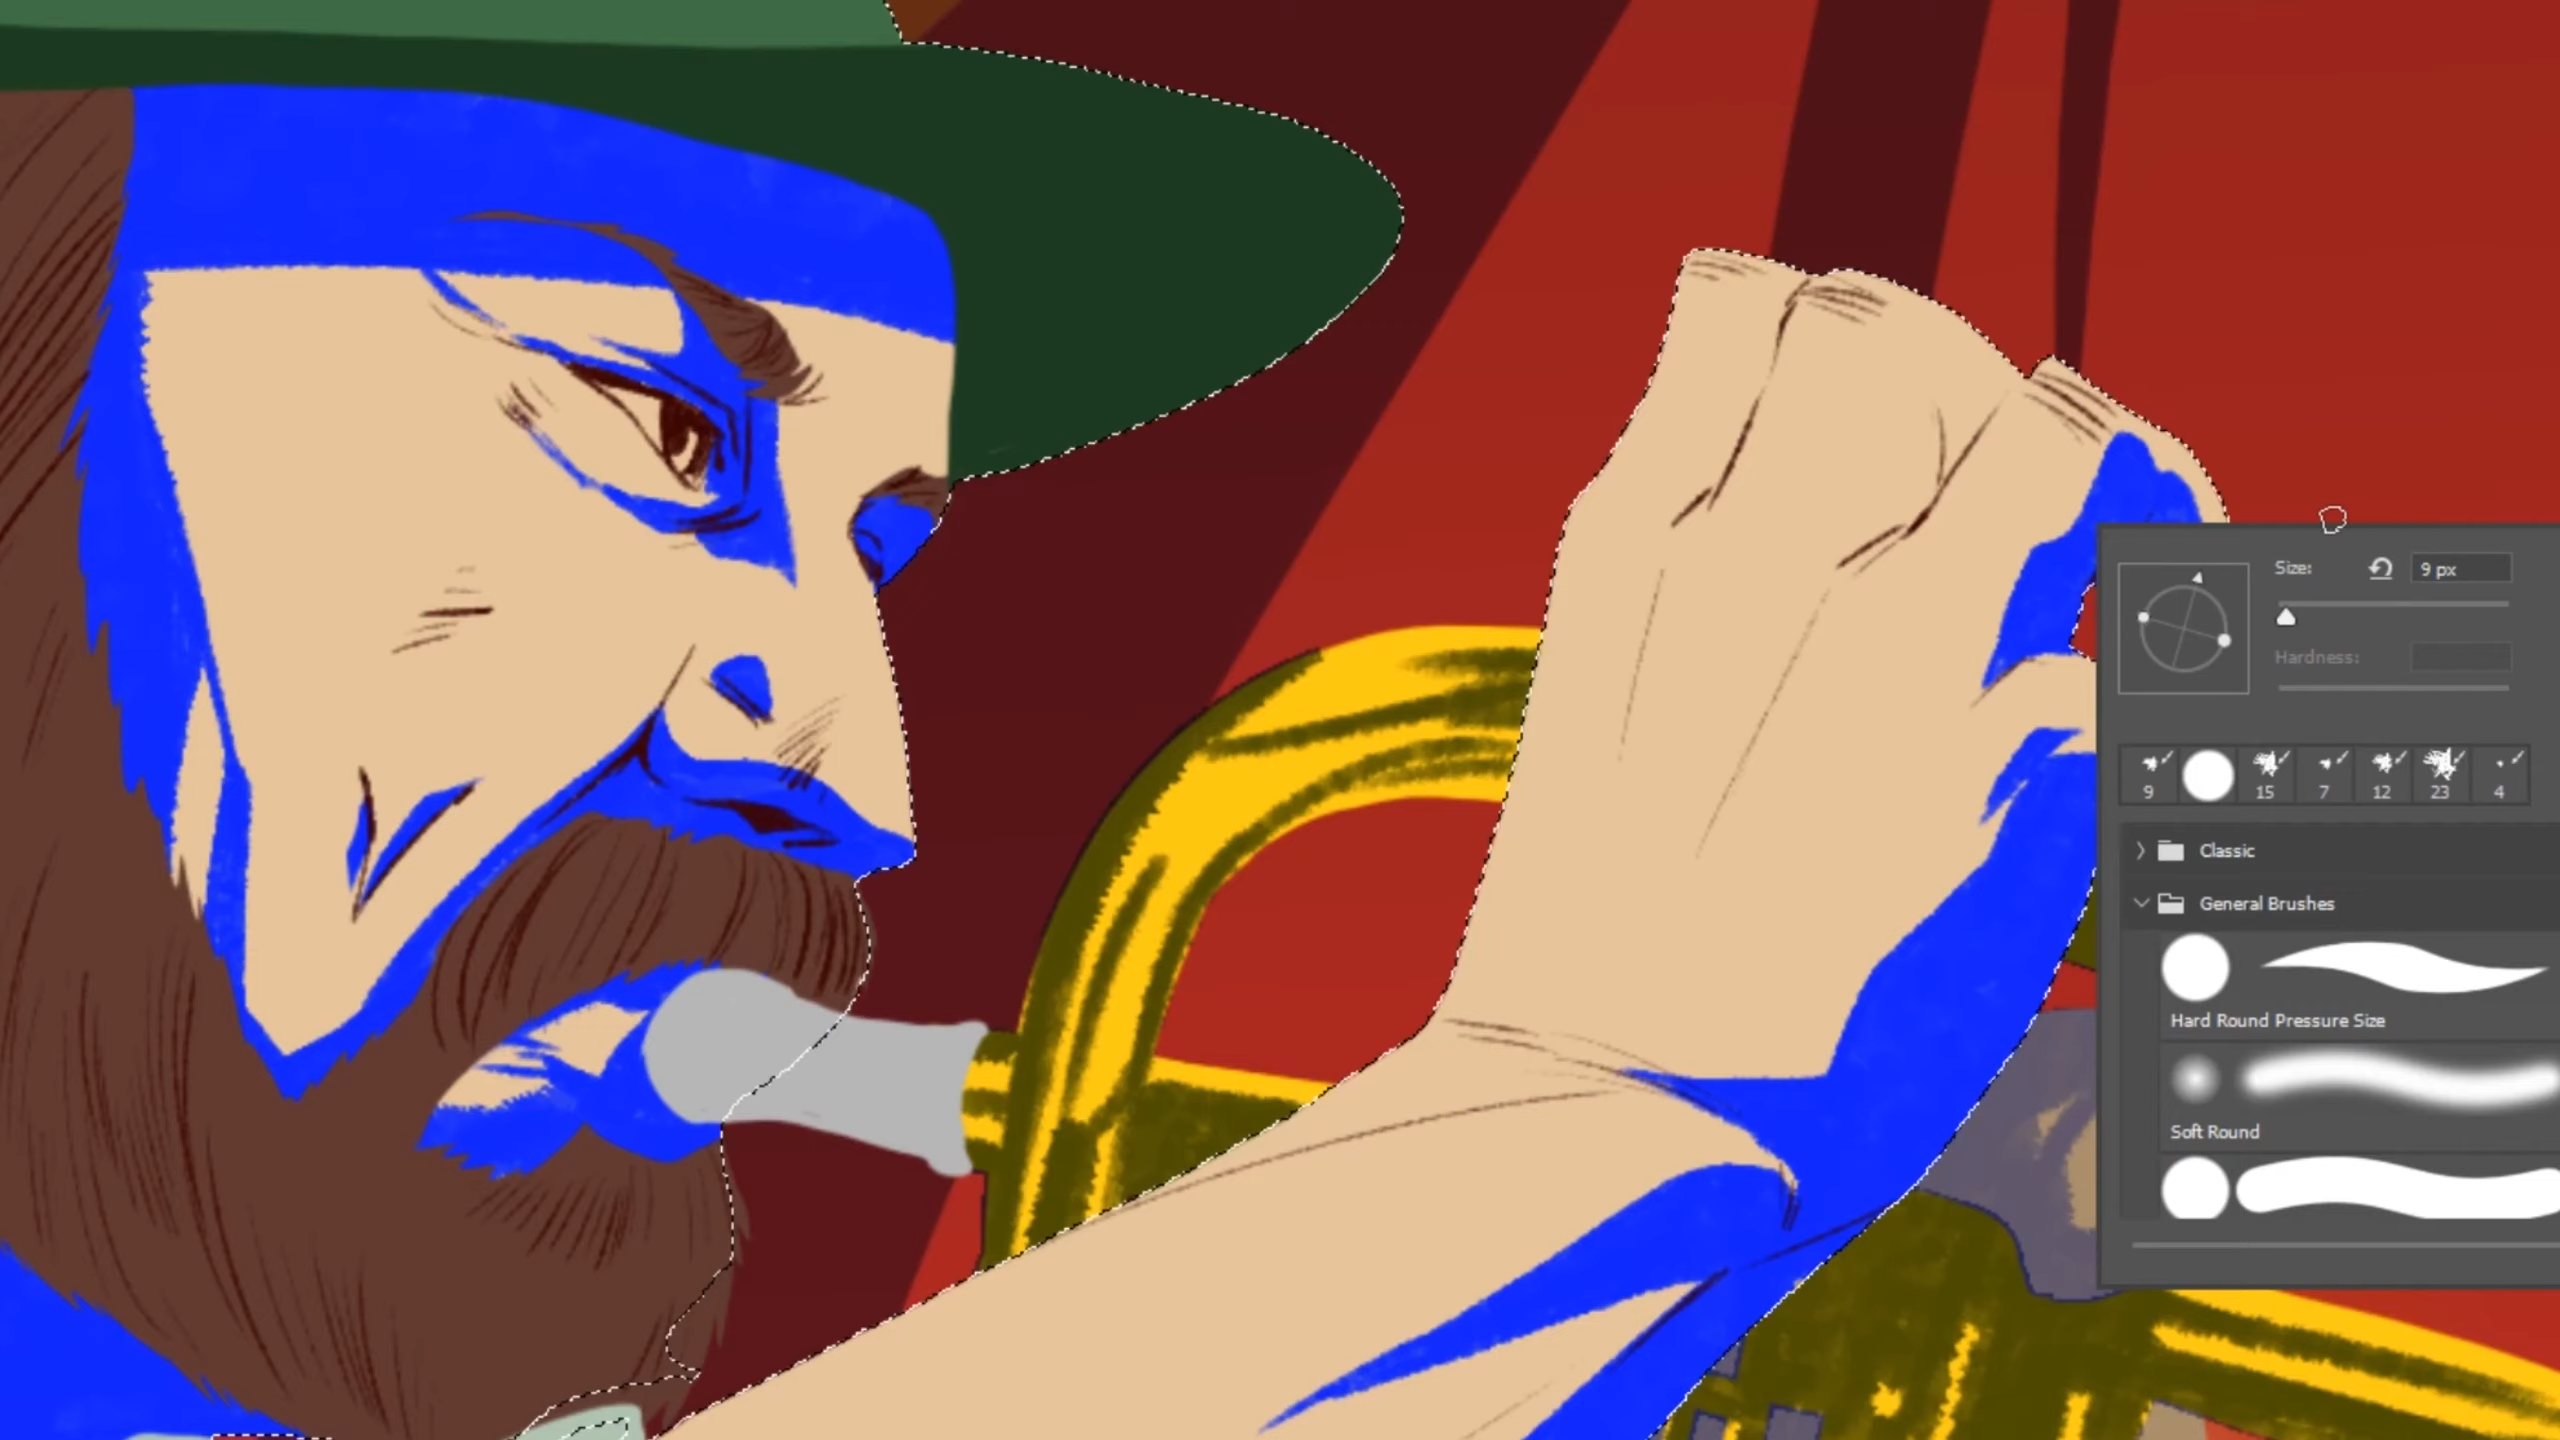 Size: 9 px
Hardness:
9 15 7 12 23 4
Classic
General Brushes
Hard Round Pressure Size
Soft Round